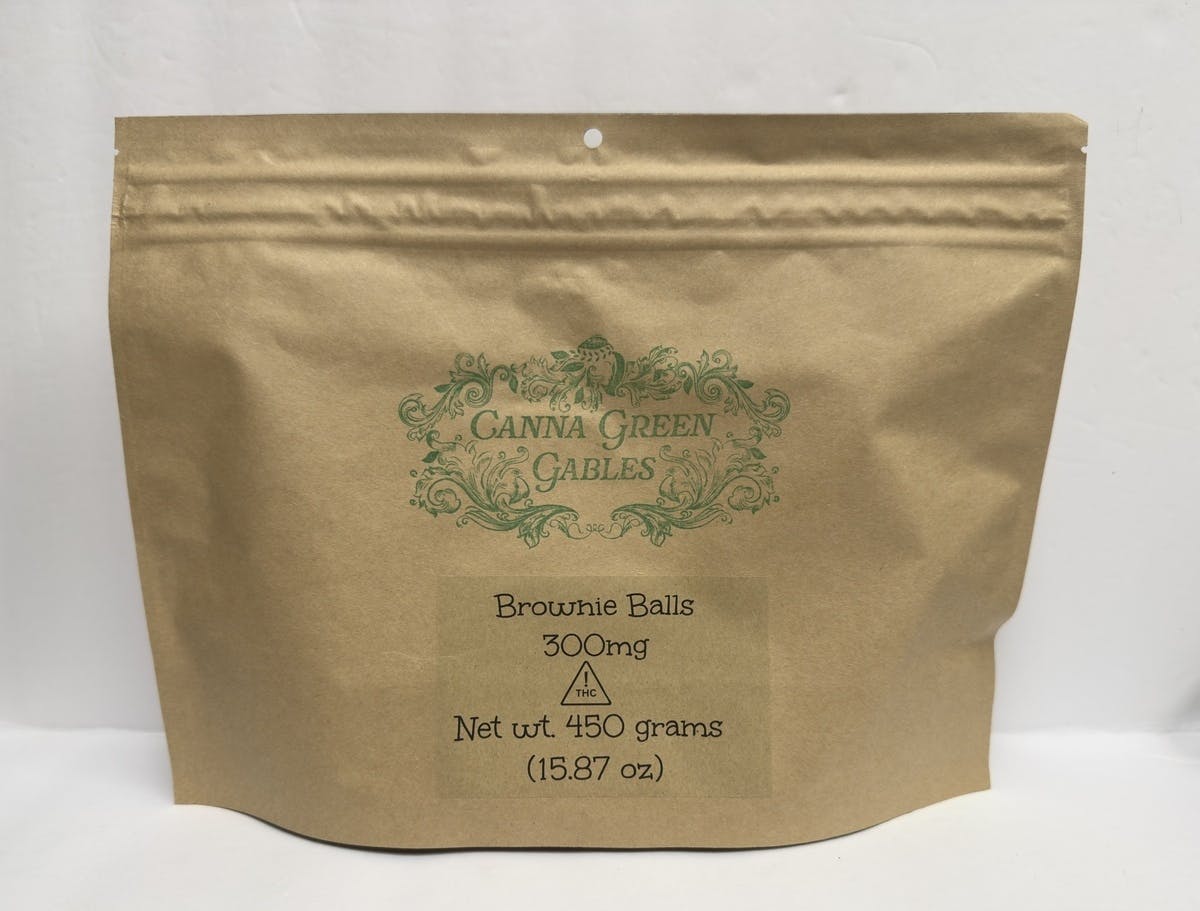 CANNA GREEN
GABLES
Brownie Balls
300mg
!
THC
Net wt. 450 grams
(15.87 oz)